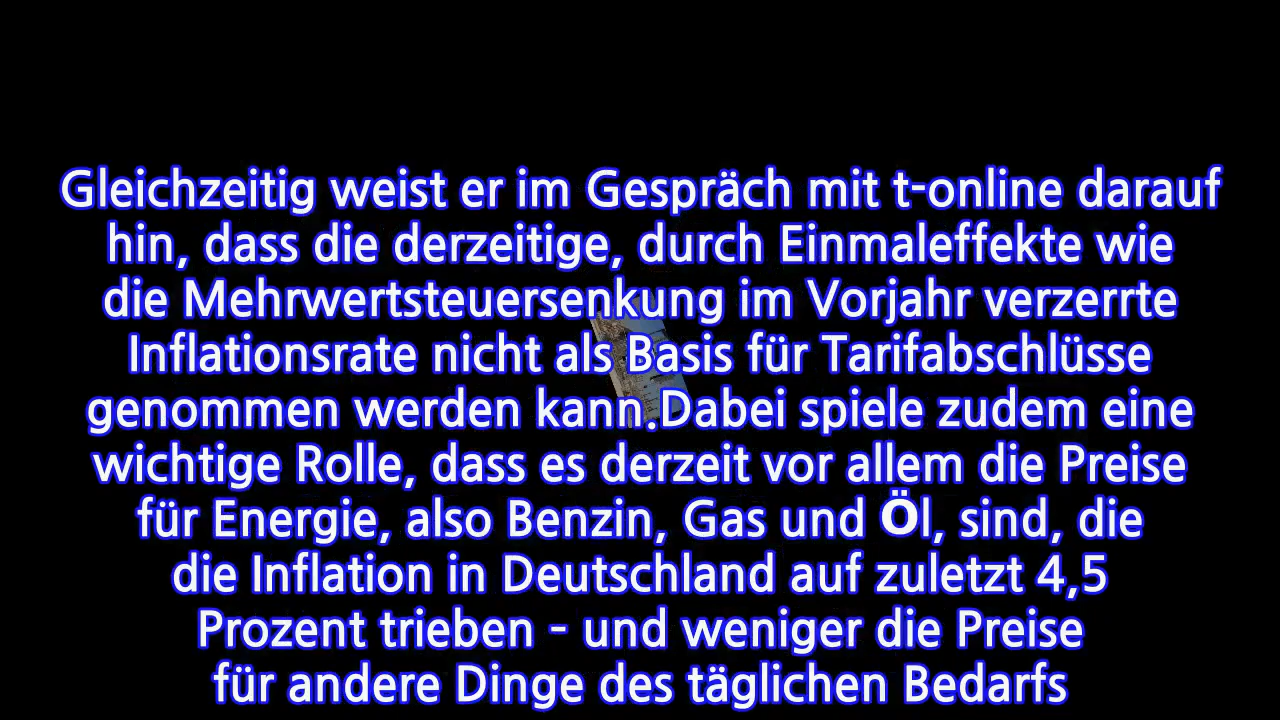 Gleichzeitig weist er im Gespräch mit t-online darauf
hin, dass die derzeitige, durch Einmaleffekte wie
die Mehrwertsteuersenkung im Vorjahr verzerrte
Inflationsrate nicht als Basis für Tarifabschlüsse
genommen werden kann.Dabei spiele zudem eine
wichtige Rolle, dass es derzeit vor allem die Preise
für Energie, also Benzin, Gas und Öl, sind, die
die Inflation in Deutschland auf zuletzt 4,5
Prozent trieben - und weniger die Preise
für andere Dinge des täglichen Bedarfs